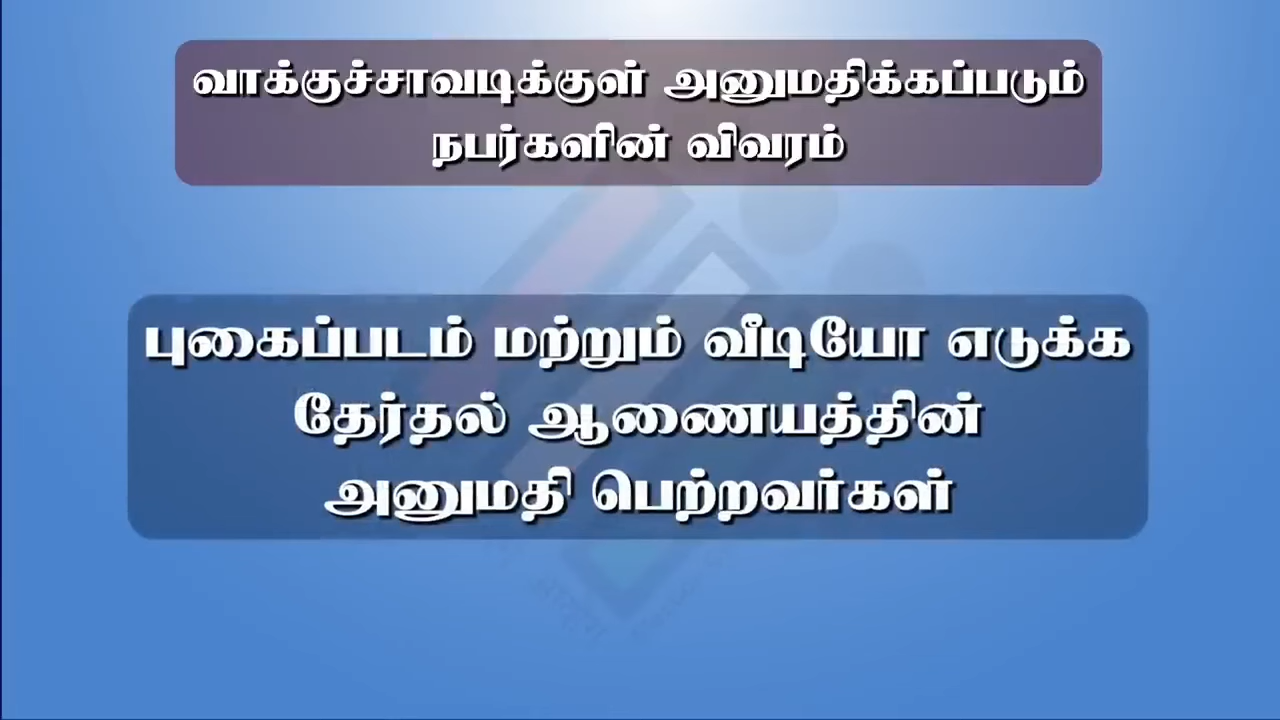 வாக்குச்சாவடிக்குள் அனுமதிக்கப்படும்
நபர்களின் விவரம்
புகைப்படம் மற்றும் வீடியோ எடுக்க
தேர்தல் ஆணையத்தின்
அனுமதி பெற்றவர்கள்